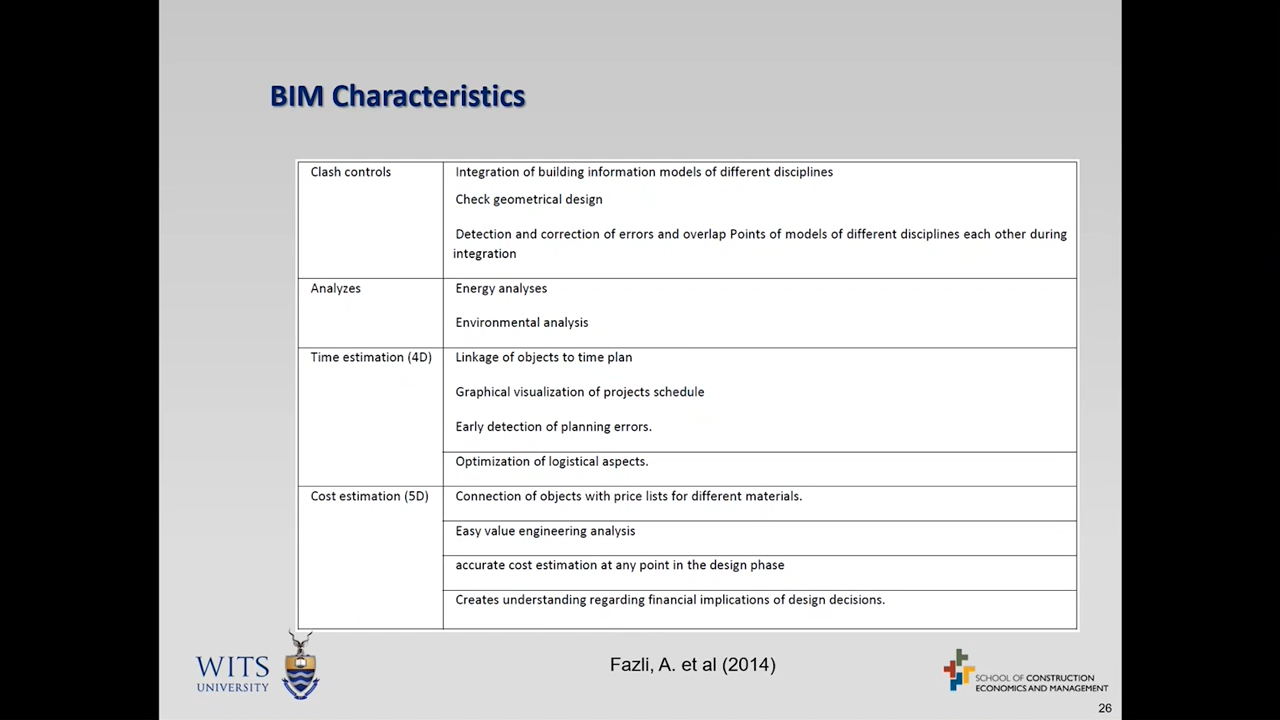 BIM Characteristics
Clash controls
Integration of building information models of different disciplines
Check geometrical design
Detection and correction of errors and overlap Points of models of different disciplines each other during
integration
Analyzes
Energy analyses
Environmental analysis
Time estimation (4D)
Linkage of objects to time plan
Graphical visualization of projects schedule
Early detection of planning errors.
Optimization of logistical aspects.
Cost estimation (5D)
Connection of objects with price lists for different materials.
Easy value engineering analysis
accurate cost estimation at any point in the design phase
Creates understanding regarding financial implications of design decisions.
WITS
UNIVERSITY
Fazli, A. et al (2014)
SCHOOL OF CONSTRUCTION
ECONOMICS AND MANAGEMENT
26